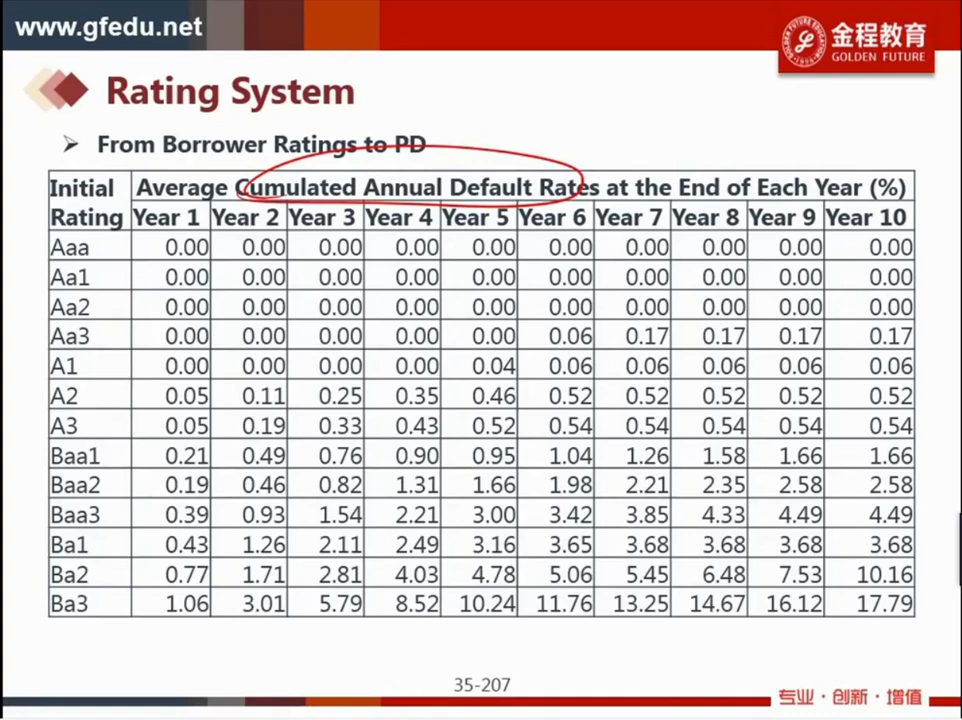 www.gfedu.net
金程教育
GOLDEN FUTURE
Rating System
From Borrower Ratings to PD
Initial Rating Average Cumulated Annual Default Rates at the End of Each Year (%)
Year 1 Year 2 Year 3 Year 4 Year 5 Year 6 Year 7 Year 8 Year 9 Year 10
Aaa 0.00 0.00 0.00 0.00 0.00 0.00 0.00 0.00 0.00 0.00
Aa1 0.00 0.00 0.00 0.00 0.00 0.00 0.00 0.00 0.00 0.00
Aa2 0.00 0.00 0.00 0.00 0.00 0.00 0.00 0.00 0.00 0.00
Aa3 0.00 0.00 0.00 0.00 0.00 0.06 0.17 0.17 0.17 0.17
A1 0.00 0.00 0.00 0.00 0.04 0.06 0.06 0.06 0.06 0.06
A2 0.05 0.11 0.25 0.35 0.46 0.52 0.52 0.52 0.52 0.52
A3 0.05 0.19 0.33 0.43 0.52 0.54 0.54 0.54 0.54 0.54
Baa1 0.21 0.49 0.76 0.90 0.95 1.04 1.26 1.58 1.66 1.66
Baa2 0.19 0.46 0.82 1.31 1.66 1.98 2.21 2.35 2.58 2.58
Baa3 0.39 0.93 1.54 2.21 3.00 3.42 3.85 4.33 4.49 4.49
Ba1 0.43 1.26 2.11 2.49 3.16 3.65 3.68 3.68 3.68 3.68
Ba2 0.77 1.71 2.81 4.03 4.78 5.06 5.45 6.48 7.53 10.16
Ba3 1.06 3.01 5.79 8.52 10.24 11.76 13.25 14.67 16.12 17.79
35-207
专业·创新·增值